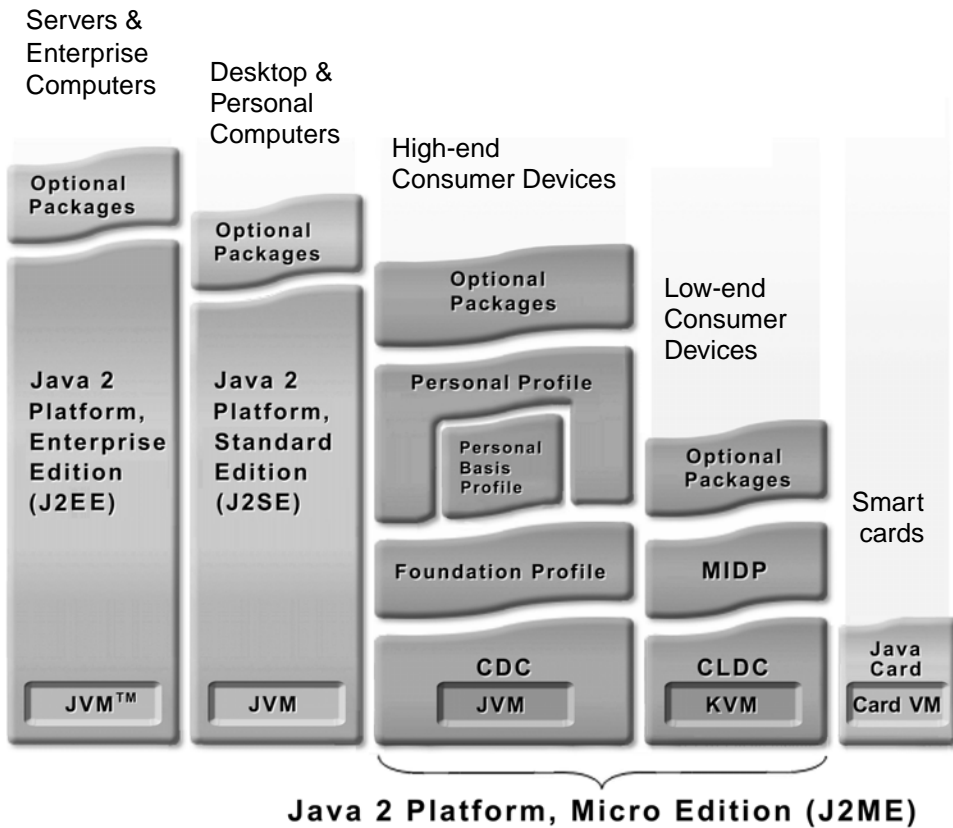 Servers &
Enterprise
Computers
Optional
Packages
Java 2
Platform,
Enterprise
Edition
(J2EE)
JVM™
Desktop &
Personal
Computers
Optional
Packages
Java 2
Platform,
Standard
Edition
(J2SE)
JVM
High-end
Consumer Devices
Optional
Packages
Personal Profile
Personal
Basis
Profile
Foundation Profile
CDC
JVM
Low-end
Consumer
Devices
Optional
Packages
MIDP
CLDC
KVM
Smart
cards
Java
Card
Card VM
Java 2 Platform, Micro Edition (J2ME)